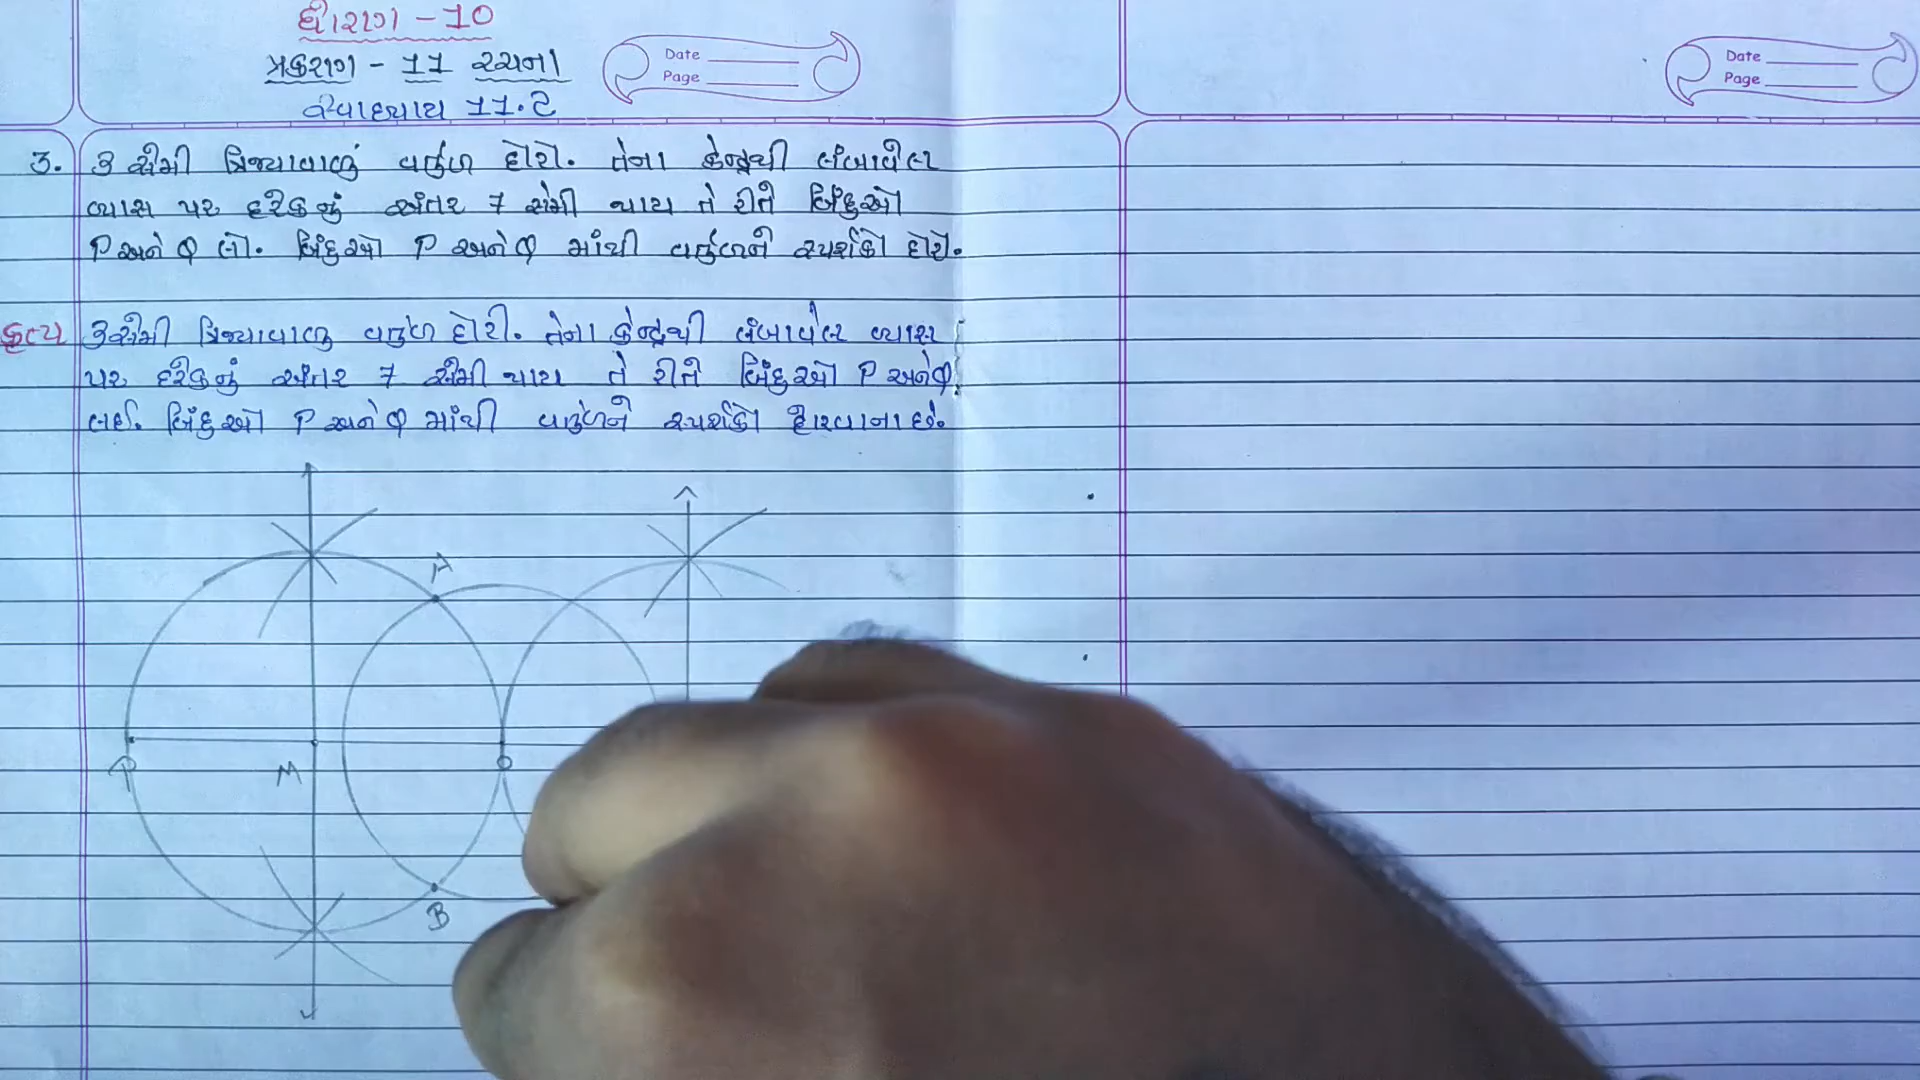 ધોરણ - 10
પ્રકરણ - 11 રચના
સ્વાધ્યાય 11.2
Date
Page
Date
Page
3. 3 સેમી ત્રિજ્યાવાળું વર્તુળ દોરો. તેના કેન્દ્રથી લંબાવેલ
વ્યાસ પર દરેકનું અંતર 7 સેમી થાય તે રીતે બિંદુઓ
P અને Q લો. બિંદુઓ P અને Q માંથી વર્તુળને સ્પર્શકો દોરો.
કૃત્ય 3 સેમી ત્રિજ્યાવાળુ વર્તુળ દોરી. તેના કેન્દ્રથી લંબાવેલ વ્યાસ
પર દરેકનું અંતર 7 સેમી થાય તે રીતે બિંદુઓ P અને Q
લઈ. બિંદુઓ P અને Q માંથી વર્તુળને સ્પર્શકો દોરવાના છે.
A
P M O
B